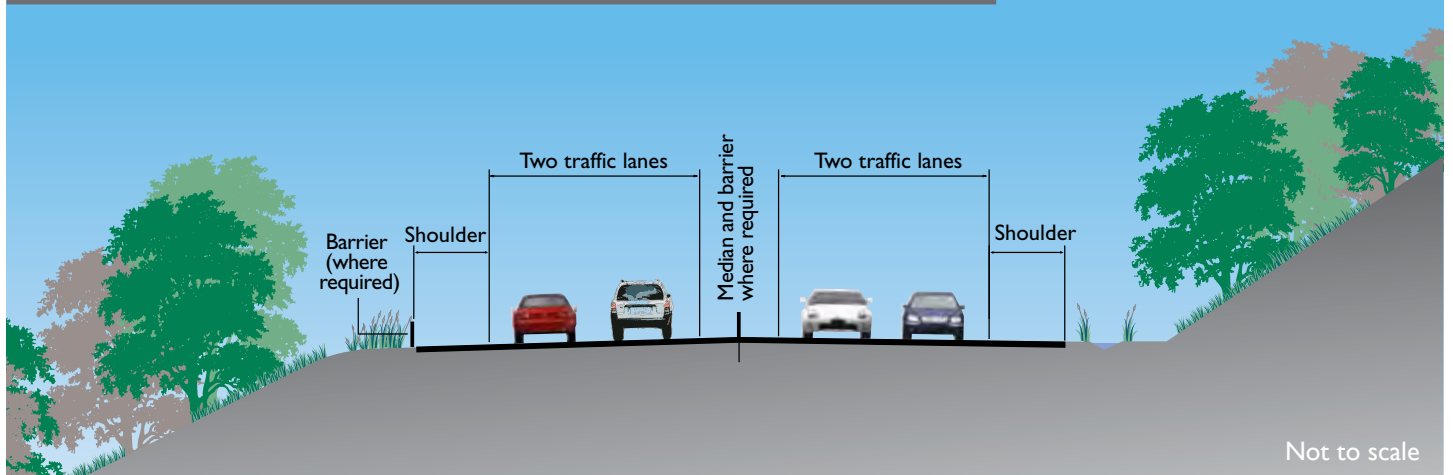 Two traffic lanes
Two traffic lanes
Median and barrier
where required
Barrier
(where
required)
Shoulder
Shoulder
Not to scale